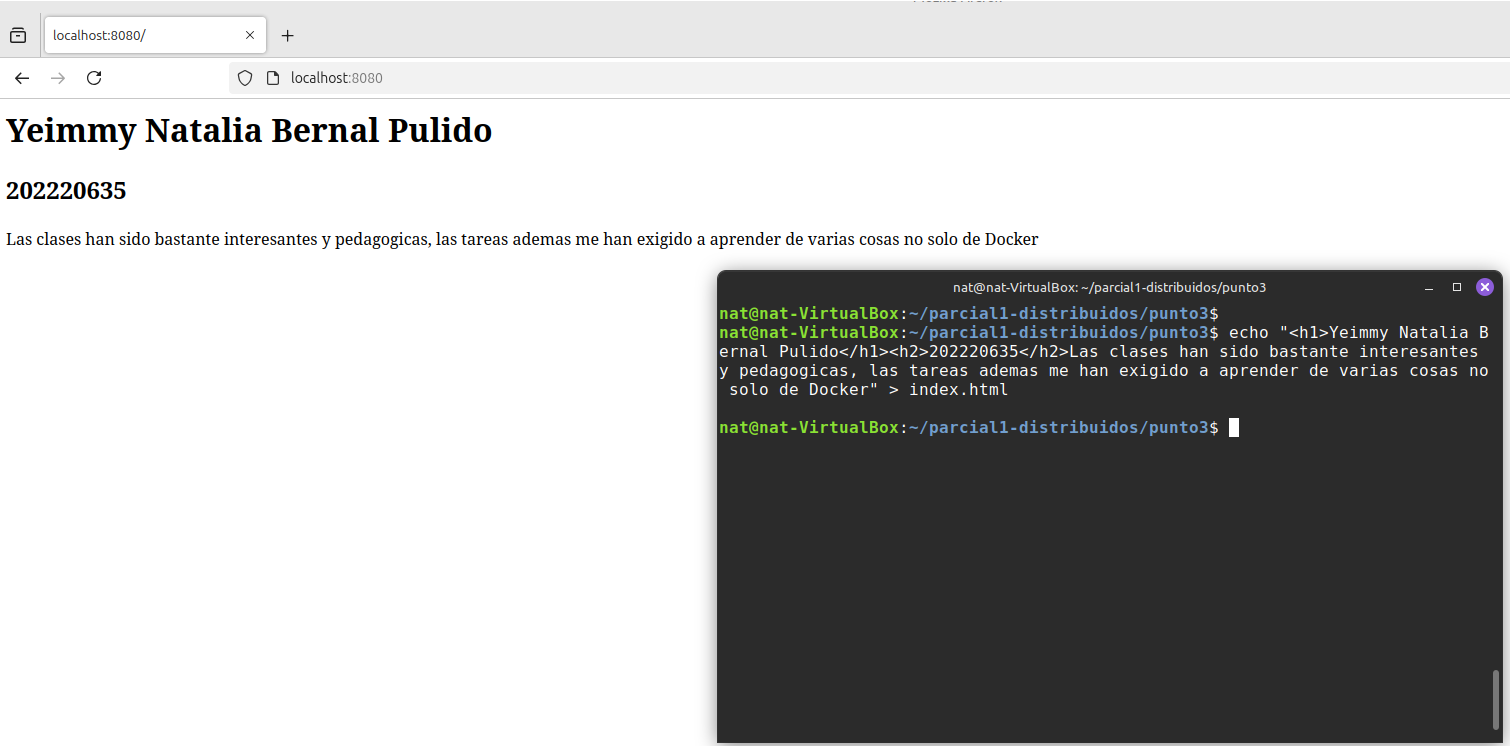 localhost:8080/
localhost:8080
Yeimmy Natalia Bernal Pulido
202220635
Las clases han sido bastante interesantes y pedagogicas, las tareas ademas me han exigido a aprender de varias cosas no solo de Docker
nat@nat-VirtualBox: ~/parcial1-distribuidos/punto3
nat@nat-VirtualBox:~/parcial1-distribuidos/punto3$
nat@nat-VirtualBox:~/parcial1-distribuidos/punto3$ echo "<h1>Yeimmy Natalia B
ernal Pulido</h1><h2>202220635</h2>Las clases han sido bastante interesantes
y pedagogicas, las tareas ademas me han exigido a aprender de varias cosas no
 solo de Docker" > index.html
nat@nat-VirtualBox:~/parcial1-distribuidos/punto3$